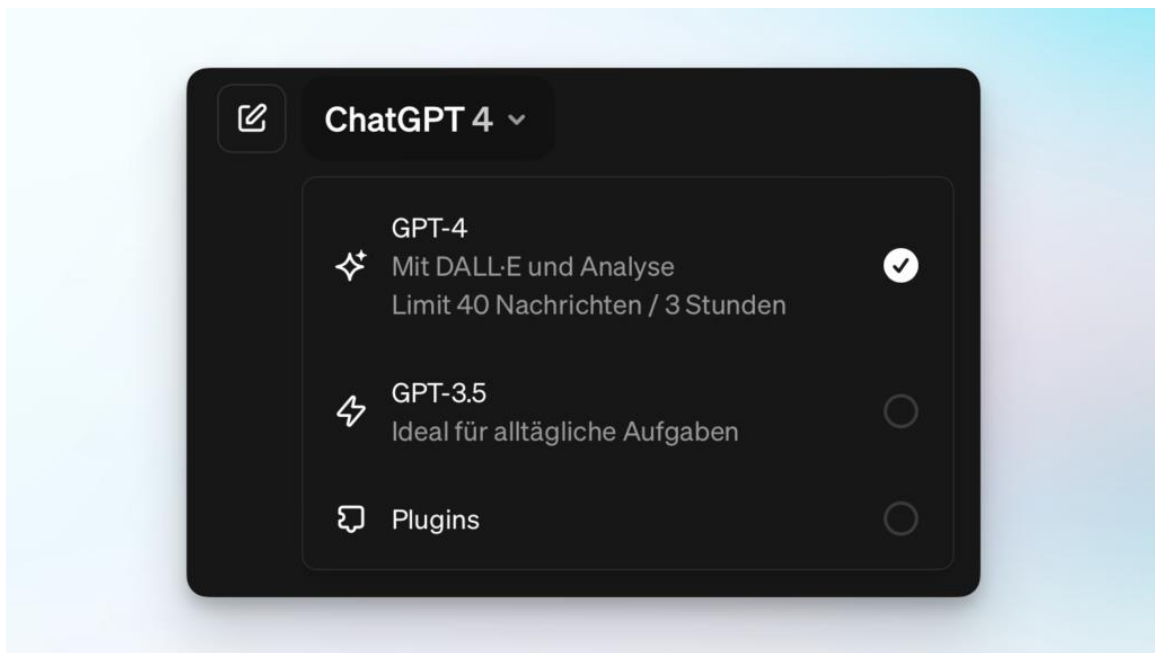 ChatGPT 4
GPT-4
Mit DALL·E und Analyse
Limit 40 Nachrichten / 3 Stunden
GPT-3.5
Ideal für alltägliche Aufgaben
Plugins